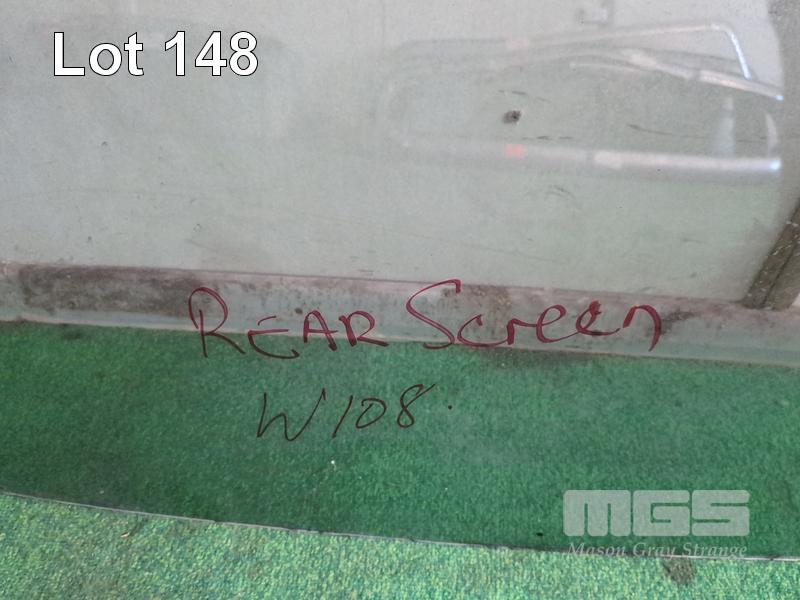 Lot 148
REAR Screen
W108.
MGS
Mason Gray Strange